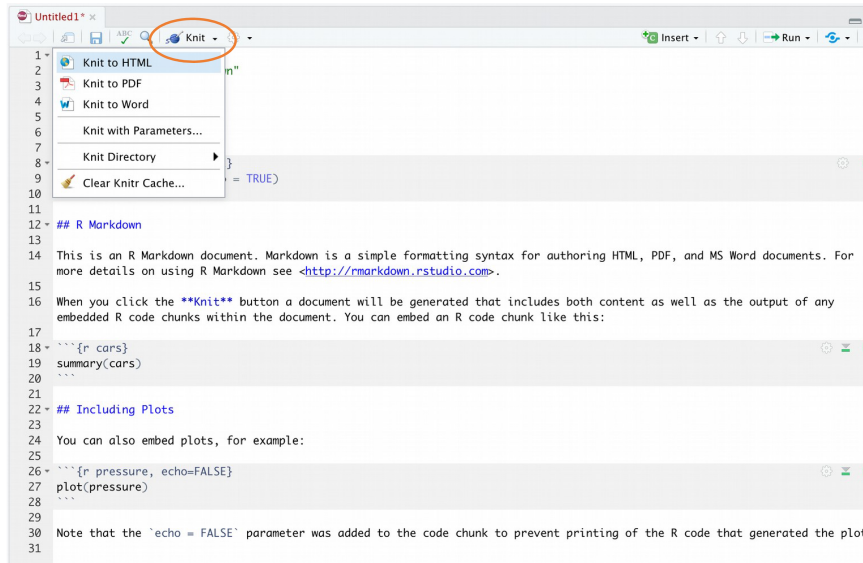 Untitled1*
ABC Knit Insert Run
1
Knit to HTML
2 n"
3 Knit to PDF
4 Knit to Word
5
6 Knit with Parameters...
7
8 Knit Directory }
9 Clear Knitr Cache... = TRUE)
10
11
12 ## R Markdown
13
14 This is an R Markdown document. Markdown is a simple formatting syntax for authoring HTML, PDF, and MS Word documents. For
more details on using R Markdown see <http://rmarkdown.rstudio.com>.
15
16 When you click the **Knit** button a document will be generated that includes both content as well as the output of any
embedded R code chunks within the document. You can embed an R code chunk like this:
17
18 ```{r cars}
19 summary(cars)
20 ```
21
22 ## Including Plots
23
24 You can also embed plots, for example:
25
26 ```{r pressure, echo=FALSE}
27 plot(pressure)
28 ```
29
30 Note that the `echo = FALSE` parameter was added to the code chunk to prevent printing of the R code that generated the plot
31